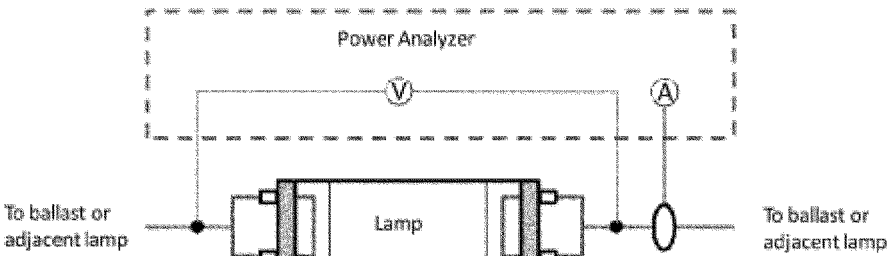 Power Analyzer
V
A
To ballast or
adjacent lamp
Lamp
To ballast or
adjacent lamp